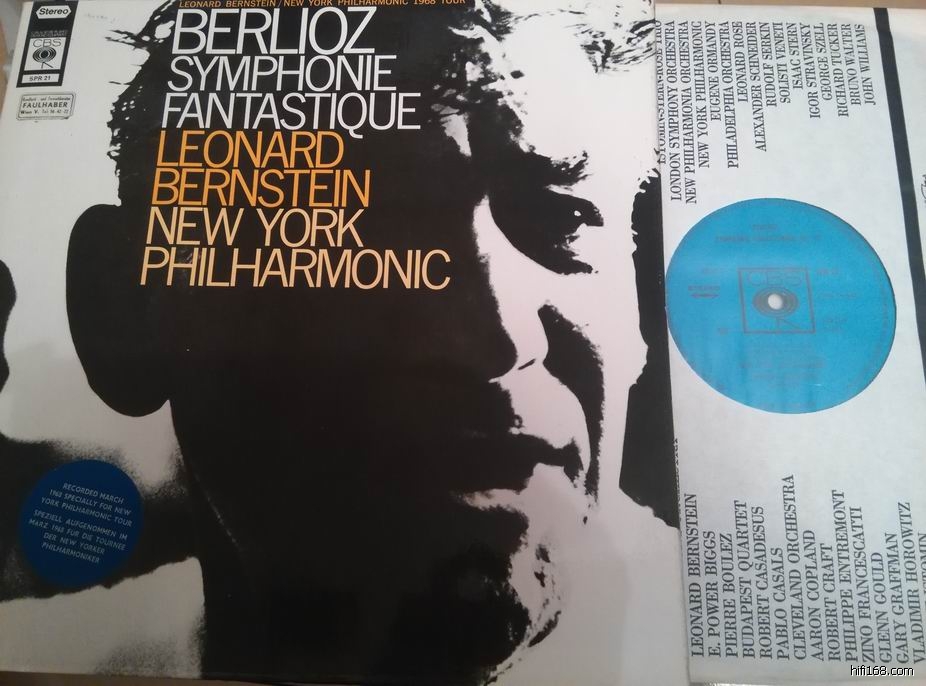 LEONARD BERNSTEIN / NEW YORK PHILHARMONIC 1968 TOUR
Stereo
CBS
SPR 21
FAULHABER
BERLIOZ
SYMPHONIE
FANTASTIQUE
LEONARD
BERNSTEIN
NEW YORK
PHILHARMONIC
RECORDED MARCH
1968 SPECIALLY FOR NEW
YORK PHILHARMONIC TOUR
SPEZIELL AUFGENOMMEN IM
MÄRZ 1968 FÜR DIE TOURNEE
DER NEW YORKER
PHILHARMONIKER
LONDON SYMPHONY ORCHESTRA
NEW PHILHARMONIA ORCHESTRA
NEW YORK PHILHARMONIC
EUGENE ORMANDY
PHILADELPHIA ORCHESTRA
LEONARD ROSE
ALEXANDER SCHNEIDER
RUDOLF SERKIN
SOLISTI VENETI
ISAAC STERN
IGOR STRAVINSKY
GEORGE SZELL
RICHARD TUCKER
BRUNO WALTER
JOHN WILLIAMS
CBS
STEREO
LEONARD BERNSTEIN
E. POWER BIGGS
PIERRE BOULEZ
BUDAPEST QUARTET
ROBERT CASADESUS
PABLO CASALS
CLEVELAND ORCHESTRA
AARON COPLAND
ROBERT CRAFT
PHILIPPE ENTREMONT
ZINO FRANCESCATTI
GLENN GOULD
GARY GRAFFMAN
VLADIMIR HOROWITZ
hifi168.com